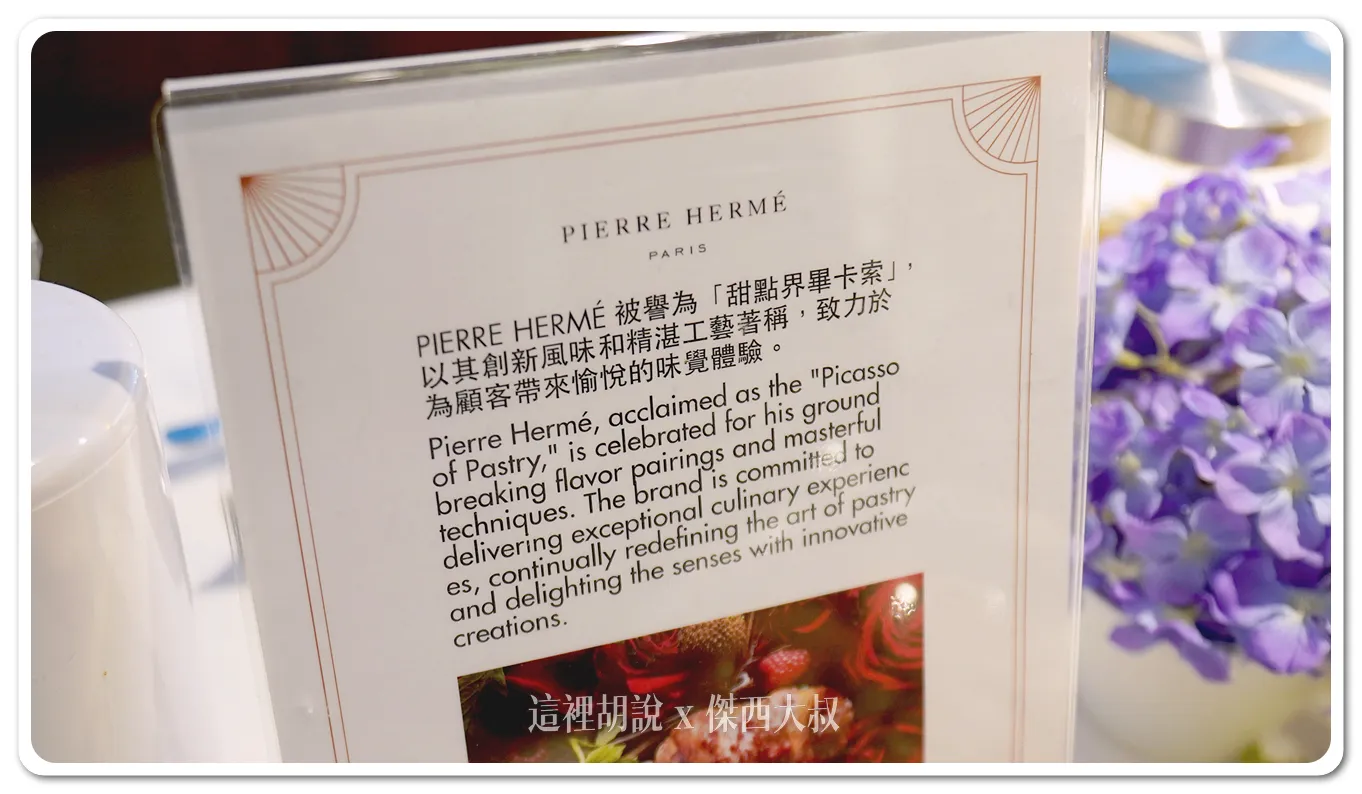 PIERRE HERMÉ
PARIS
PIERRE HERMÉ 被譽為「甜點界畢卡索」,
以其創新風味和精湛工藝著稱,致力於
為顧客帶來愉悅的味覺體驗。
Pierre Hermé, acclaimed as the "Picasso
of Pastry," is celebrated for his ground
breaking flavor pairings and masterful
techniques. The brand is committed to
delivering exceptional culinary experienc
es, continually redefining the art of pastry
and delighting the senses with innovative
creations.
這裡胡說 x 傑西大叔